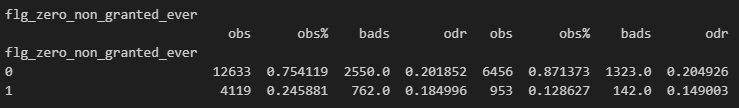 flg_zero_non_granted_ever
obs obs% bads odr obs obs% bads odr
flg_zero_non_granted_ever
0 12633 0.754119 2550.0 0.201852 6456 0.871373 1323.0 0.204926
1 4119 0.245881 762.0 0.184996 953 0.128627 142.0 0.149003